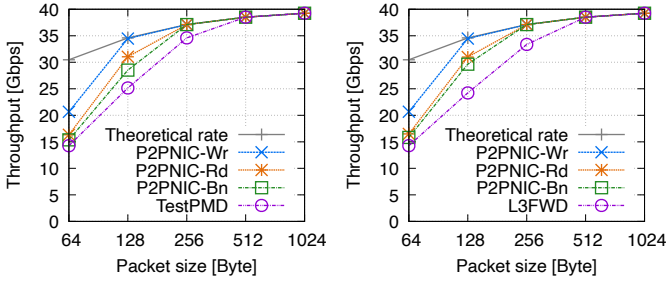 Throughput [Gbps]
40
35
30
25
20
15
10
5
0
Theoretical rate
P2PNIC-Wr
P2PNIC-Rd
P2PNIC-Bn
TestPMD
64 128 256 512 1024
Packet size [Byte]
Throughput [Gbps]
40
35
30
25
20
15
10
5
0
Theoretical rate
P2PNIC-Wr
P2PNIC-Rd
P2PNIC-Bn
L3FWD
64 128 256 512 1024
Packet size [Byte]